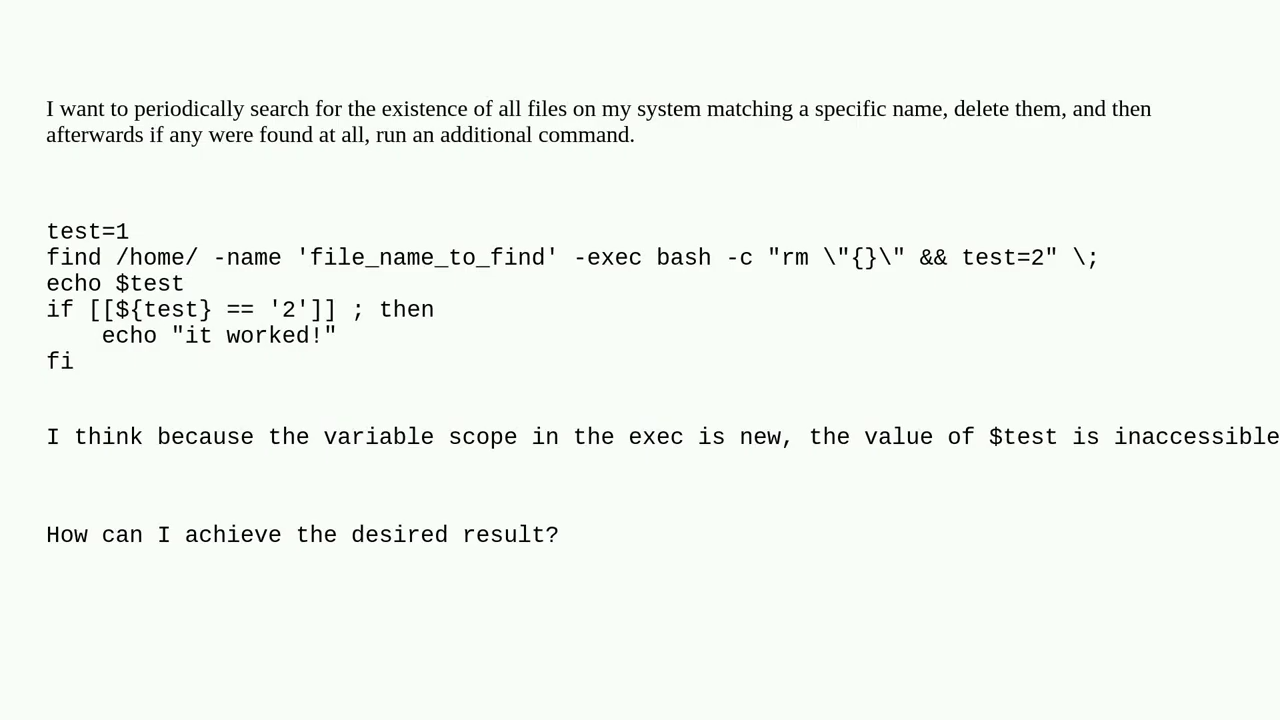 I want to periodically search for the existence of all files on my system matching a specific name, delete them, and then
afterwards if any were found at all, run an additional command.
test=1
find /home/ -name 'file_name_to_find' -exec bash -c "rm \"{}\" && test=2" \;
echo $test
if [[${test} == '2']] ; then
    echo "it worked!"
fi
I think because the variable scope in the exec is new, the value of $test is inaccessible
How can I achieve the desired result?